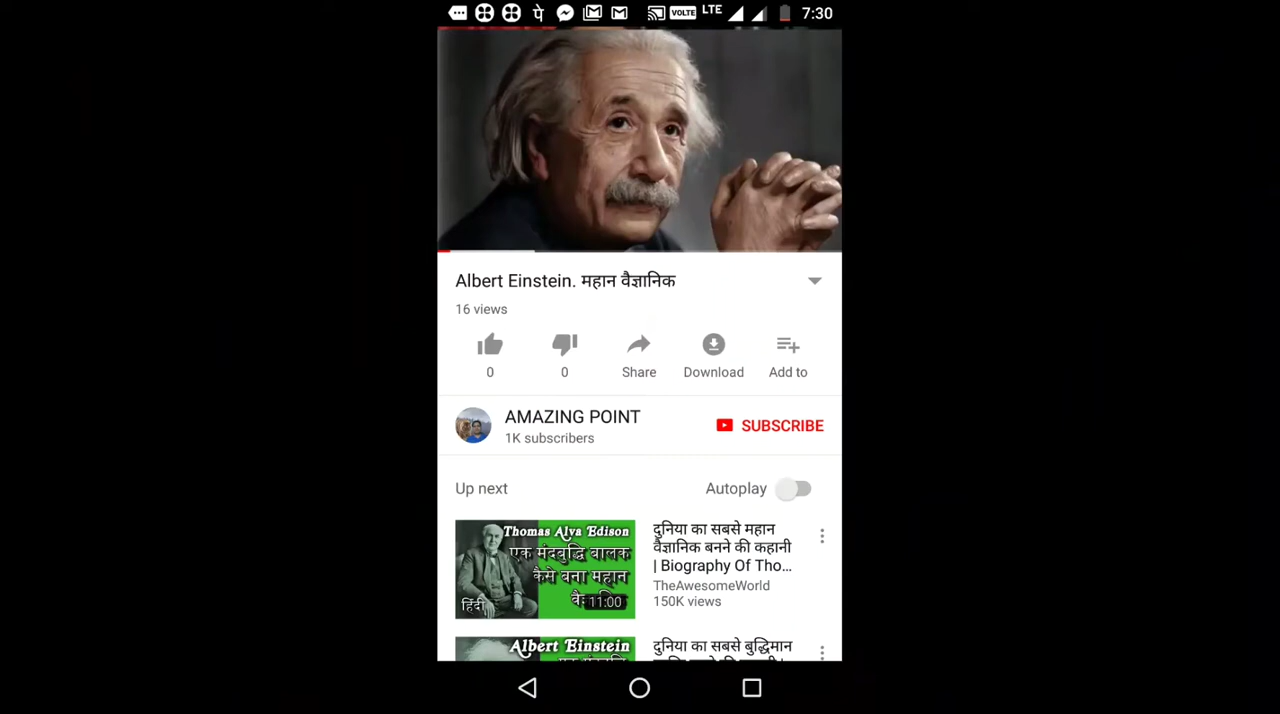 VOLTE LTE 7:30
Albert Einstein. महान वैज्ञानिक
16 views
0 0 Share Download Add to
AMAZING POINT
1K subscribers
SUBSCRIBE
Up next Autoplay
Thomas Alva Edison
एक मंदबुद्धि बालक
कैसे बना महान
हिंदी
11:00
दुनिया का सबसे महान
वैज्ञानिक बनने की कहानी
| Biography Of Tho...
TheAwesomeWorld
150K views
Albert Einstein
दुनिया का सबसे बुद्धिमान